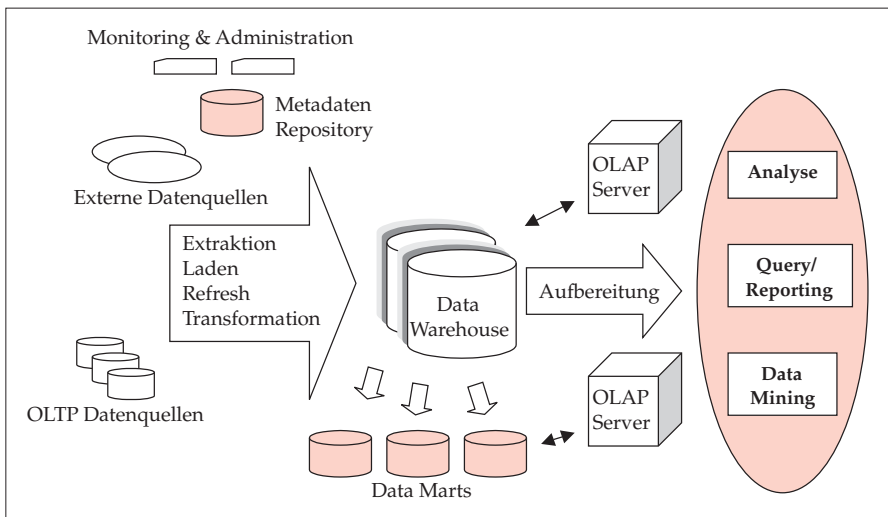 Monitoring & Administration
Metadaten
Repository
Externe Datenquellen
OLAP
Server
Analyse
Extraktion
Laden
Refresh
Transformation
Data
Warehouse
Aufbereitung
Query/
Reporting
OLTP Datenquellen
OLAP
Server
Data
Mining
Data Marts